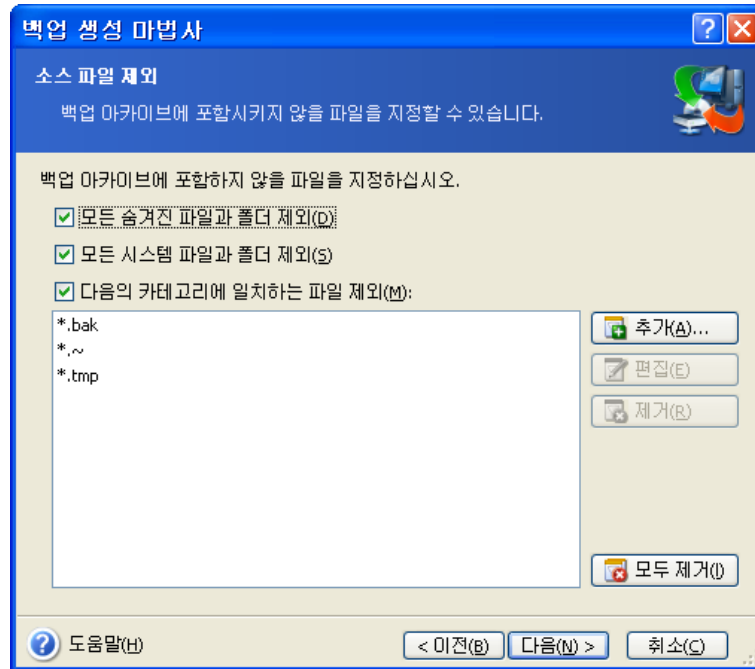 백업 생성 마법사
소스 파일 제외
백업 아카이브에 포함시키지 않을 파일을 지정할 수 있습니다.
백업 아카이브에 포함하지 않을 파일을 지정하십시오.
모든 숨겨진 파일과 폴더 제외(D)
모든 시스템 파일과 폴더 제외(S)
다음의 카테고리에 일치하는 파일 제외(M):
*.bak
*.~
*.tmp
추가(A)...
편집(E)
제거(R)
모두 제거(I)
도움말(H)
< 이전(B)
다음(N) >
취소(C)